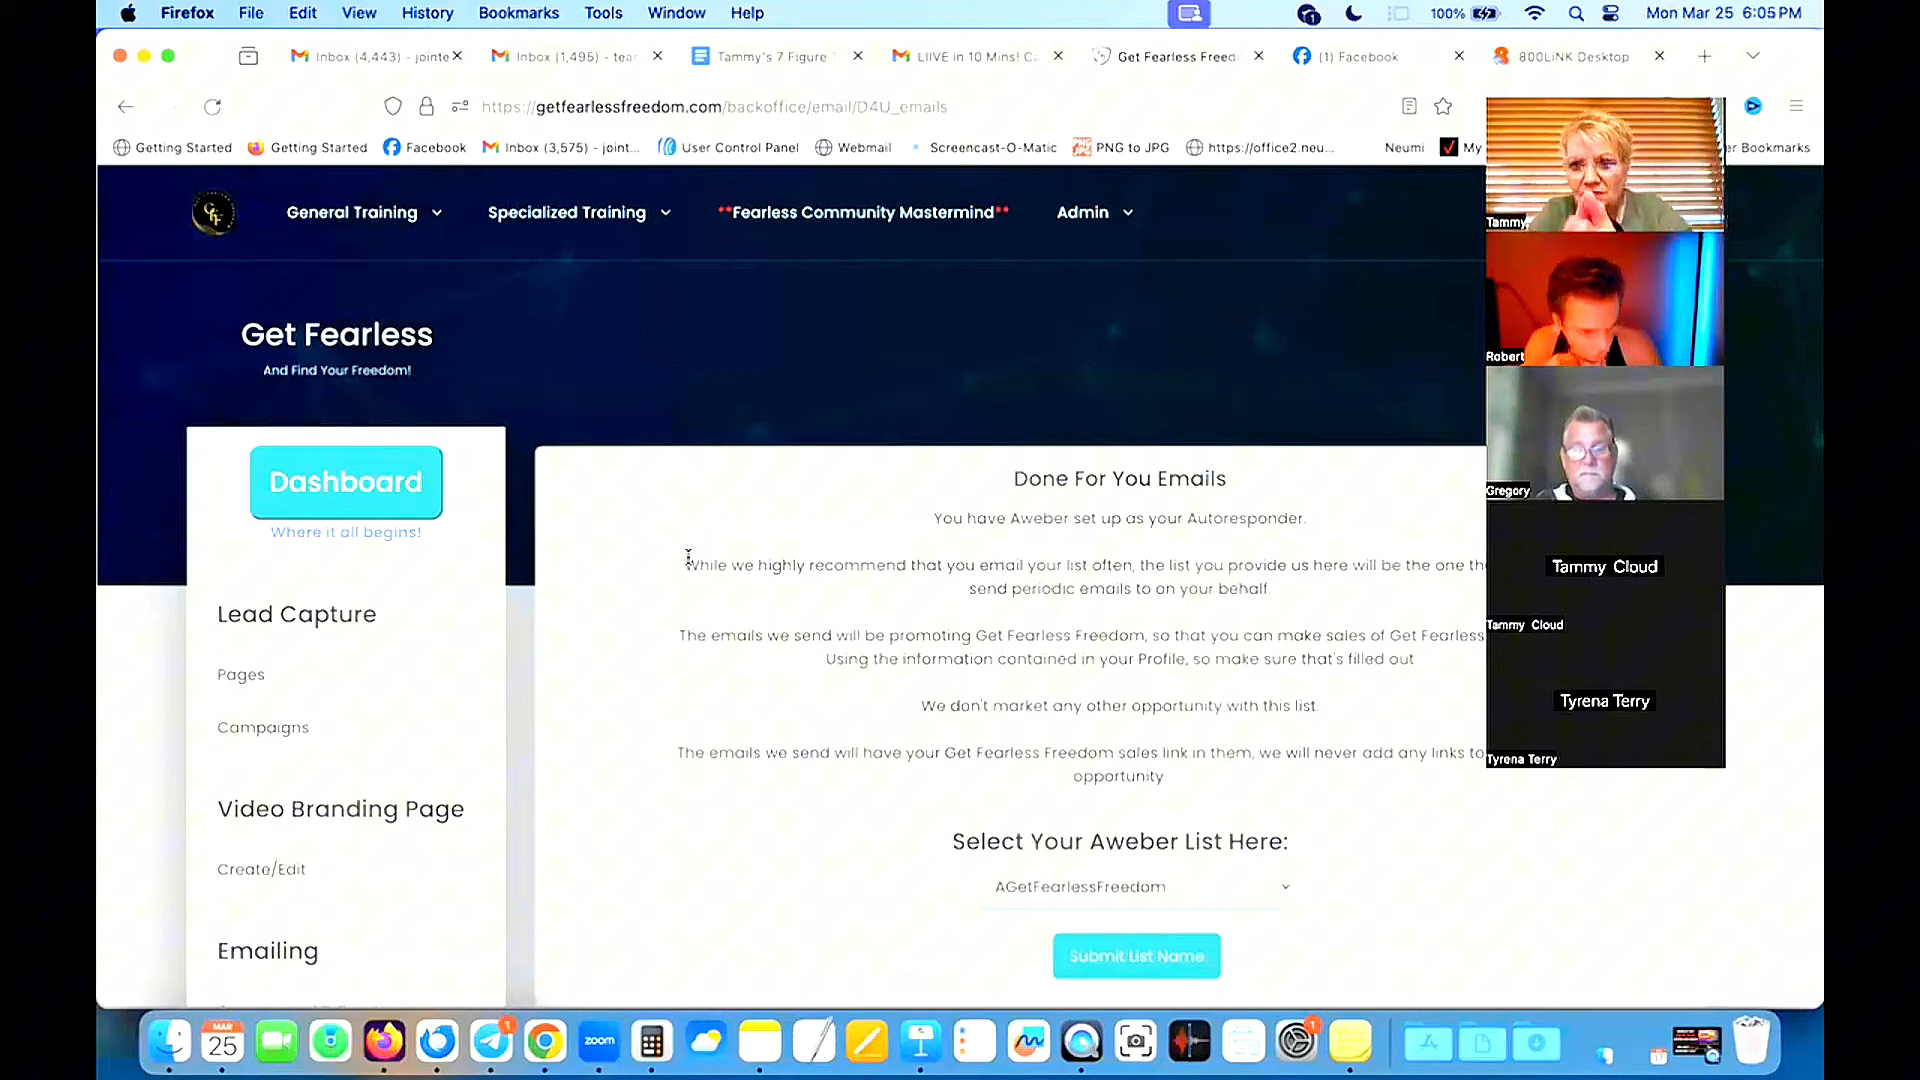 Firefox File Edit View History Bookmarks Tools Window Help 100% Mon Mar 25 6:05 PM
Inbox (4,443) - jointe Inbox (1,495) - tear Tammy's 7 Figure LIIVE in 10 Mins! C Get Fearless Freed (1) Facebook 800LiNK Desktop
https://getfearlessfreedom.com/backoffice/email/D4U_emails
Getting Started Getting Started Facebook Inbox (3,575) - joint... User Control Panel Webmail Screencast-O-Matic PNG to JPG https://office2.neu... Neumi My er Bookmarks
General Training Specialized Training **Fearless Community Mastermind** Admin
Tammy
Get Fearless
And Find Your Freedom!
Robert
Dashboard
Where it all begins!
Lead Capture
Pages
Campaigns
Video Branding Page
Create/Edit
Emailing
Done For You Emails
You have Aweber set up as your Autoresponder.
While we highly recommend that you email your list often, the list you provide us here will be the one th
send periodic emails to on your behalf.
The emails we send will be promoting Get Fearless Freedom, so that you can make sales of Get Fearless
Using the information contained in your Profile, so make sure that's filled out
We don't market any other opportunity with this list.
The emails we send will have your Get Fearless Freedom sales link in them, we will never add any links to
opportunity
Select Your Aweber List Here:
AGetFearlessFreedom
Submit List Name
Gregory
Tammy Cloud
Tammy Cloud
Tyrena Terry
Tyrena Terry
MAR
25
zoom